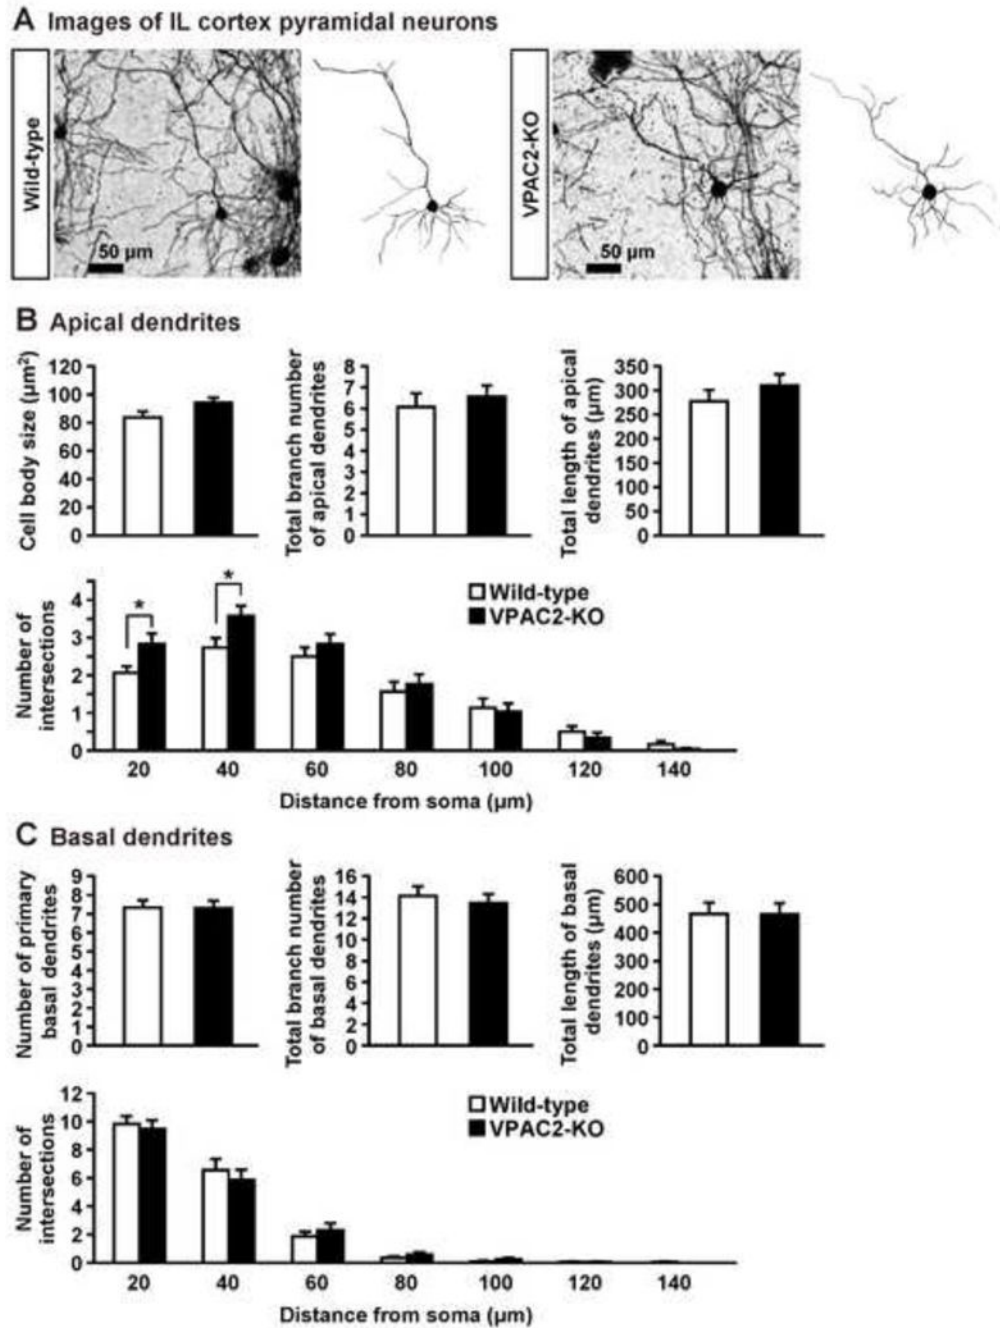 A Images of IL cortex pyramidal neurons
Wild-type
50 µm
VPAC2-KO
50 µm
B Apical dendrites
Cell body size (µm²)
120
100
80
60
40
20
0
Total branch number
of apical dendrites
8
7
6
5
4
3
2
1
0
Total length of apical
dendrites (µm)
350
300
250
200
150
100
50
0
Number of
intersections
4
3
2
1
0
*
*
Wild-type
VPAC2-KO
20 40 60 80 100 120 140
Distance from soma (µm)
C Basal dendrites
Number of primary
basal dendrites
9
8
7
6
5
4
3
2
1
0
Total branch number
of basal dendrites
16
14
12
10
8
6
4
2
0
Total length of basal
dendrites (µm)
600
500
400
300
200
100
0
Number of
intersections
12
10
8
6
4
2
0
Wild-type
VPAC2-KO
20 40 60 80 100 120 140
Distance from soma (µm)